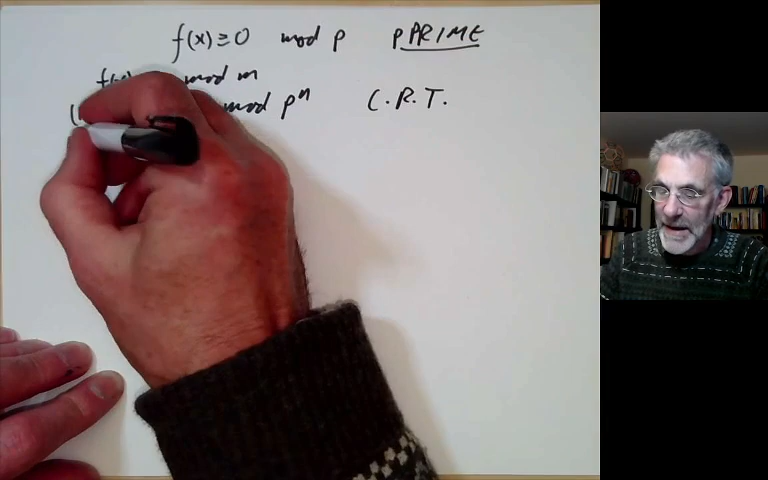 f(x) ≡ 0 mod p p PRIME
mod m
mod pⁿ C.R.T.